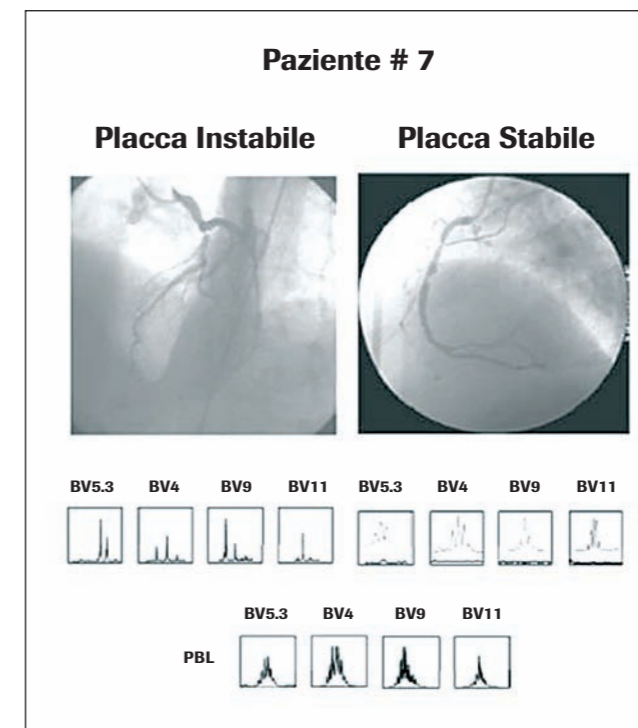 Paziente # 7
Placca Instabile Placca Stabile
BV5.3 BV4 BV9 BV11 BV5.3 BV4 BV9 BV11
BV5.3 BV4 BV9 BV11
PBL